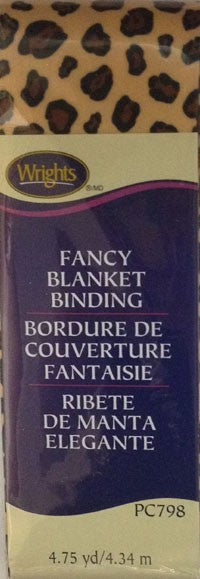 Wrights
®/MD
FANCY
BLANKET
BINDING
BORDURE DE
COUVERTURE
FANTAISIE
RIBETE
DE MANTA
ELEGANTE
PC798
4.75 yd/4.34 m